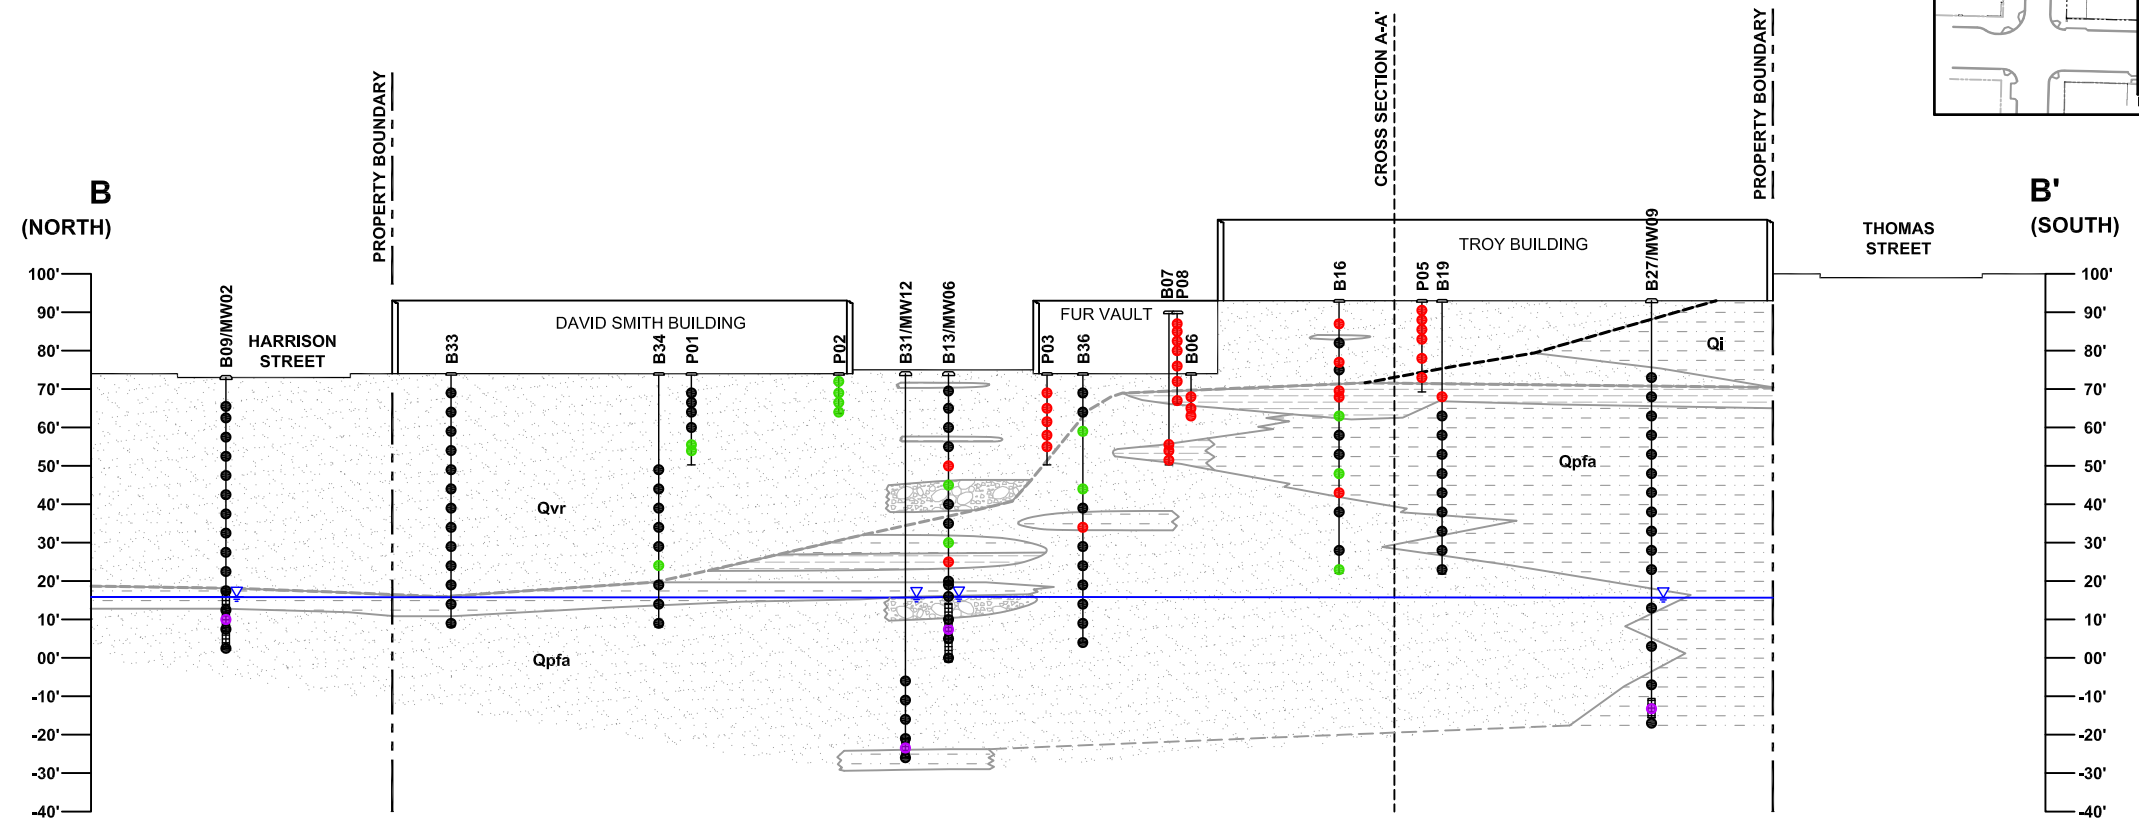 B
(NORTH)
PROPERTY BOUNDARY
CROSS SECTION A-A'
PROPERTY BOUNDARY
B'
(SOUTH)
THOMAS
STREET
HARRISON
STREET
DAVID SMITH BUILDING
FUR VAULT
TROY BUILDING
B09/MW02
B33
B34
P01
P02
B31/MW12
B13/MW06
P03
B36
B07
P08
B06
B16
P05
B19
B27/MW09
Qvr
Qpfa
Qpfa
Qi
100'
90'
80'
70'
60'
50'
40'
30'
20'
10'
00'
-10'
-20'
-30'
-40'
100'
90'
80'
70'
60'
50'
40'
30'
20'
10'
00'
-10'
-20'
-30'
-40'